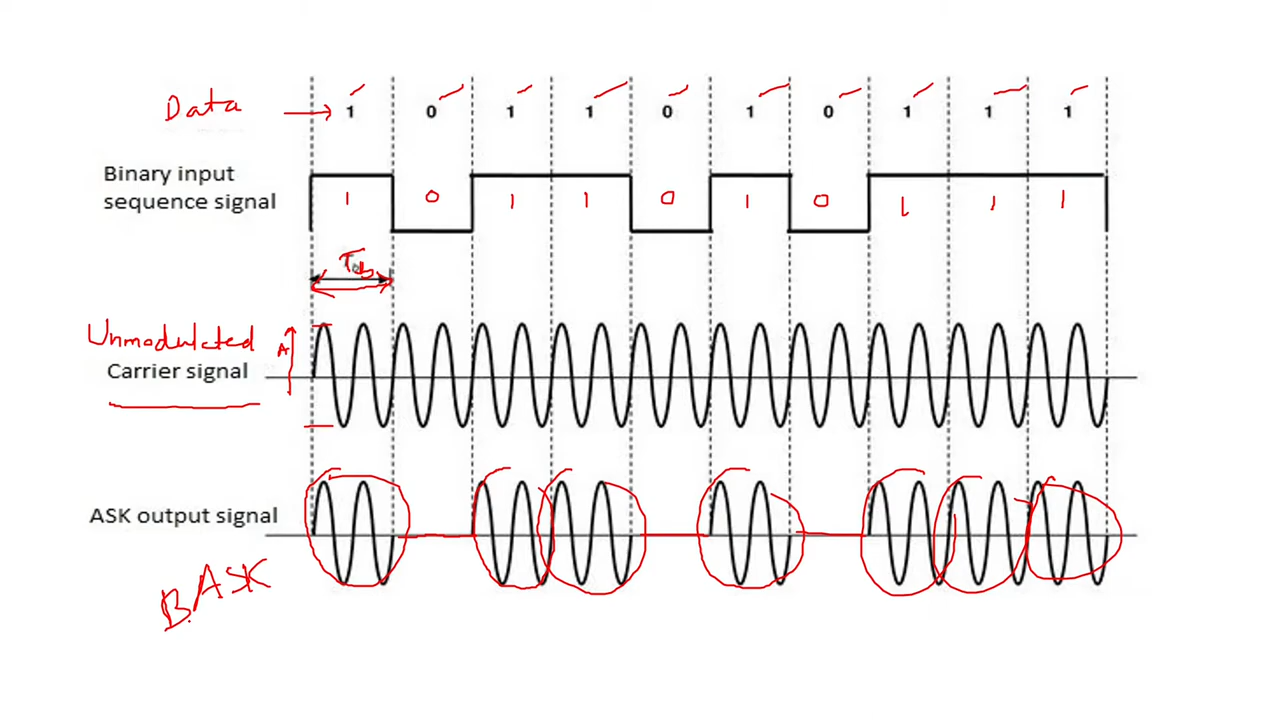 Data → 1 0 1 1 0 1 0 1 1 1
Binary input
sequence signal
1 0 1 1 0 1 0 1 1 1
Tb
Unmodulated
A
Carrier signal
ASK output signal
BASK